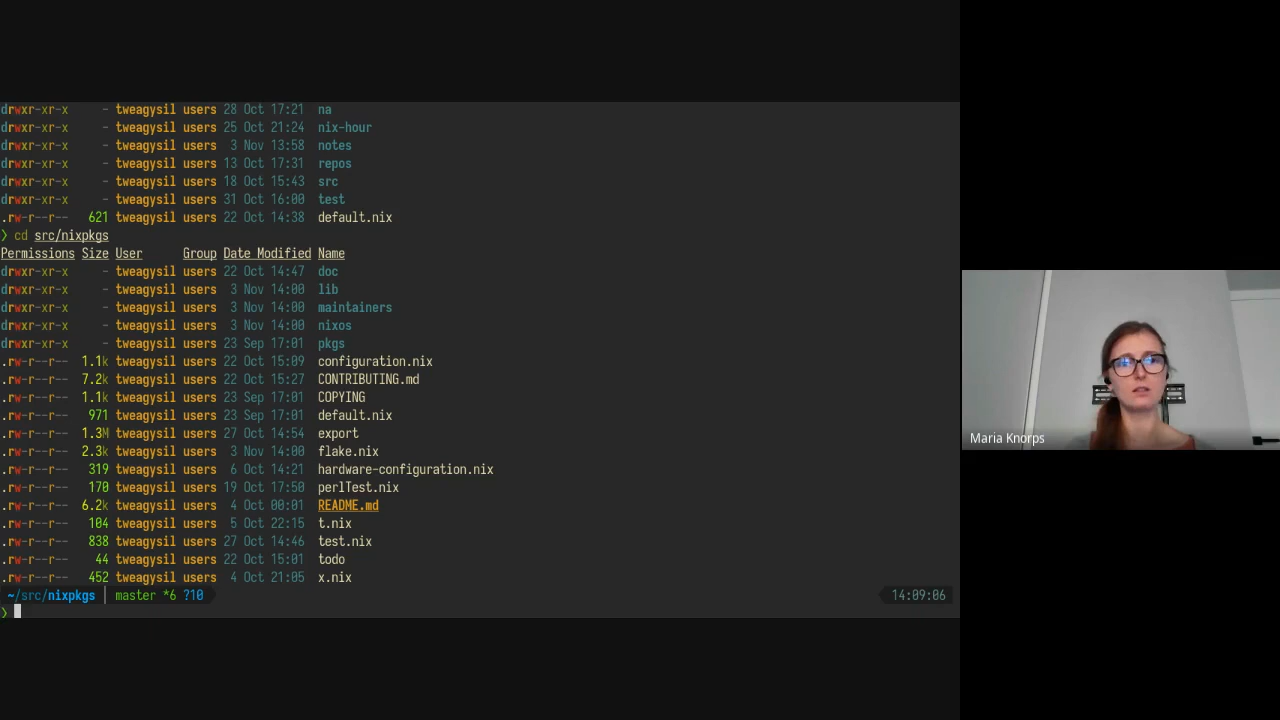 drwxr-xr-x - tweagysil users 28 Oct 17:21 na
drwxr-xr-x - tweagysil users 25 Oct 21:24 nix-hour
drwxr-xr-x - tweagysil users 3 Nov 13:58 notes
drwxr-xr-x - tweagysil users 13 Oct 17:31 repos
drwxr-xr-x - tweagysil users 18 Oct 15:43 src
drwxr-xr-x - tweagysil users 31 Oct 16:00 test
.rw-r--r-- 621 tweagysil users 22 Oct 14:38 default.nix
❯ cd src/nixpkgs
Permissions Size User Group Date Modified Name
drwxr-xr-x - tweagysil users 22 Oct 14:47 doc
drwxr-xr-x - tweagysil users 3 Nov 14:00 lib
drwxr-xr-x - tweagysil users 3 Nov 14:00 maintainers
drwxr-xr-x - tweagysil users 3 Nov 14:00 nixos
drwxr-xr-x - tweagysil users 23 Sep 17:01 pkgs
.rw-r--r-- 1.1k tweagysil users 22 Oct 15:09 configuration.nix
.rw-r--r-- 7.2k tweagysil users 22 Oct 15:27 CONTRIBUTING.md
.rw-r--r-- 1.1k tweagysil users 23 Sep 17:01 COPYING
.rw-r--r-- 971 tweagysil users 23 Sep 17:01 default.nix
.rw-r--r-- 1.3M tweagysil users 27 Oct 14:54 export
.rw-r--r-- 2.3k tweagysil users 3 Nov 14:00 flake.nix
.rw-r--r-- 319 tweagysil users 6 Oct 14:21 hardware-configuration.nix
.rw-r--r-- 170 tweagysil users 19 Oct 17:50 perlTest.nix
.rw-r--r-- 6.2k tweagysil users 4 Oct 00:01 README.md
.rw-r--r-- 104 tweagysil users 5 Oct 22:15 t.nix
.rw-r--r-- 838 tweagysil users 27 Oct 14:46 test.nix
.rw-r--r-- 44 tweagysil users 22 Oct 15:01 todo
.rw-r--r-- 452 tweagysil users 4 Oct 21:05 x.nix
~/src/nixpkgs master *6 ?10 14:09:06
❯
Maria Knorps